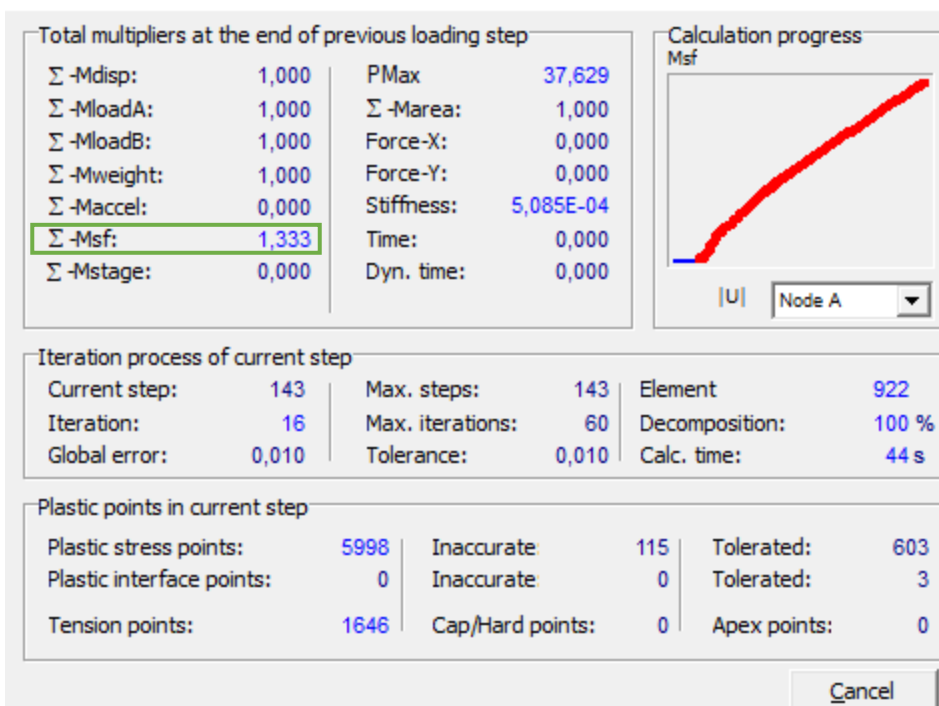 Total multipliers at the end of previous loading step
Σ -Mdisp: 1,000 PMax 37,629
Σ -MloadA: 1,000 Σ -Marea: 1,000
Σ -MloadB: 1,000 Force-X: 0,000
Σ -Mweight: 1,000 Force-Y: 0,000
Σ -Maccel: 0,000 Stiffness: 5,085E-04
Σ -Msf: 1,333 Time: 0,000
Σ -Mstage: 0,000 Dyn. time: 0,000
Calculation progress
Msf
|U| Node A
Iteration process of current step
Current step: 143 Max. steps: 143 Element 922
Iteration: 16 Max. iterations: 60 Decomposition: 100 %
Global error: 0,010 Tolerance: 0,010 Calc. time: 44 s
Plastic points in current step
Plastic stress points: 5998 Inaccurate: 115 Tolerated: 603
Plastic interface points: 0 Inaccurate: 0 Tolerated: 3
Tension points: 1646 Cap/Hard points: 0 Apex points: 0
Cancel